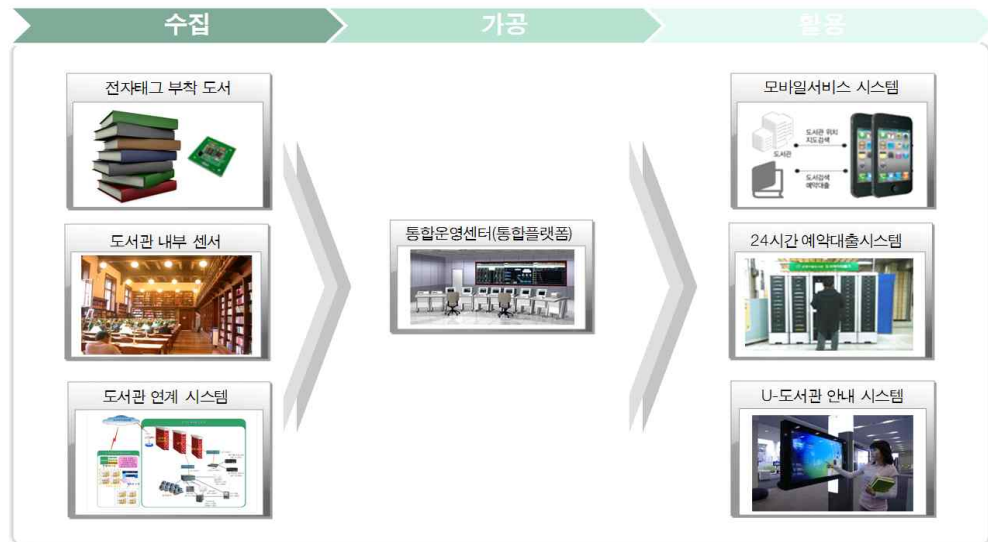 수집
가공
활용
전자태그 부착 도서
도서관 내부 센서
도서관 연계 시스템
통합운영센터(통합플랫폼)
모바일서비스 시스템
도서관 위치
지도검색
도서관
도서검색
예약대출
24시간 예약대출시스템
U-도서관 안내 시스템